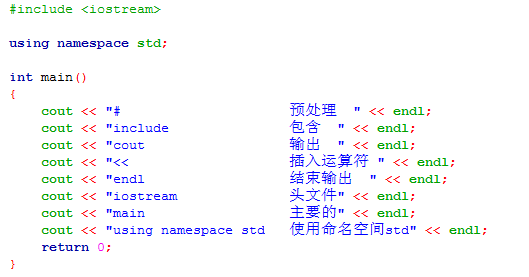 #include <iostream>
using namespace std;
int main()
{
    cout << "#                     预处理  " << endl;
    cout << "include               包含  " << endl;
    cout << "cout                  输出  " << endl;
    cout << "<<                    插入运算符 " << endl;
    cout << "endl                  结束输出  " << endl;
    cout << "iostream              头文件" << endl;
    cout << "main                  主要的" << endl;
    cout << "using namespace std   使用命名空间std" << endl;
    return 0;
}